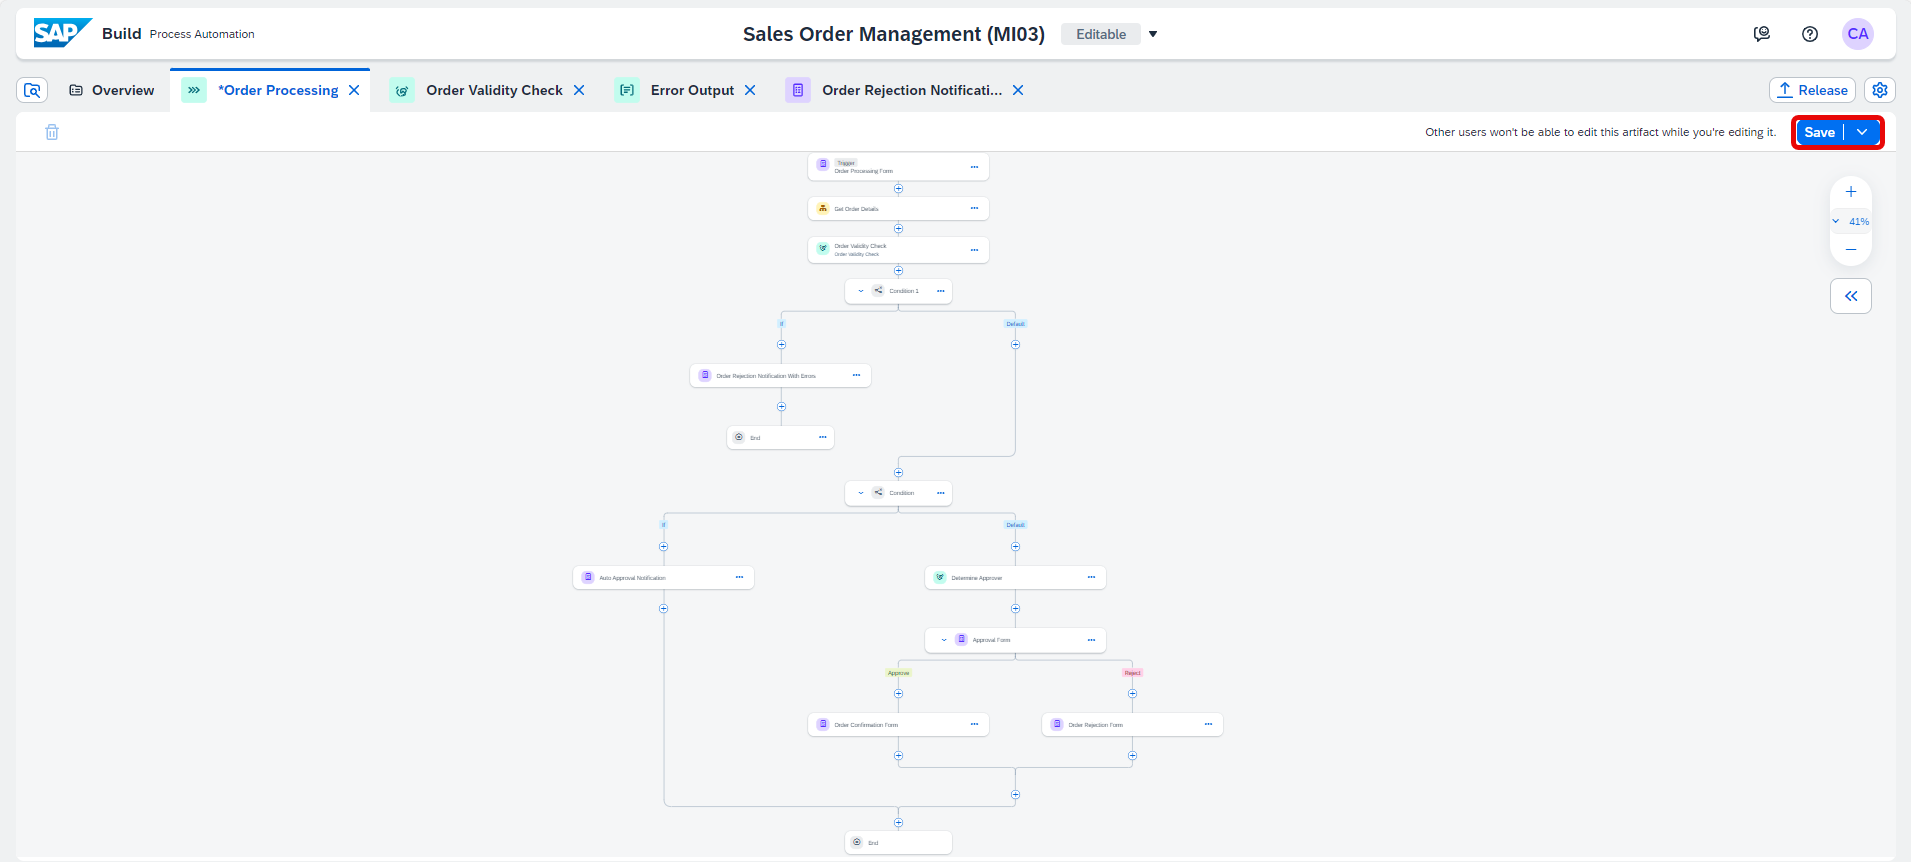 SAP Build Process Automation
Sales Order Management (MI03) Editable
CA
Overview
*Order Processing
Order Validity Check
Error Output
Order Rejection Notificati...
Release
Other users won't be able to edit this artifact while you're editing it.
Save
Trigger
Order Processing Form
41%
Get Order Details
Order Validity Check
Order Validity Check
Condition 1
If
Default
Order Rejection Notification With Errors
End
Condition
If
Default
Auto Approval Notification
Determine Approver
Approval Form
Approve
Reject
Order Confirmation Form
Order Rejection Form
End